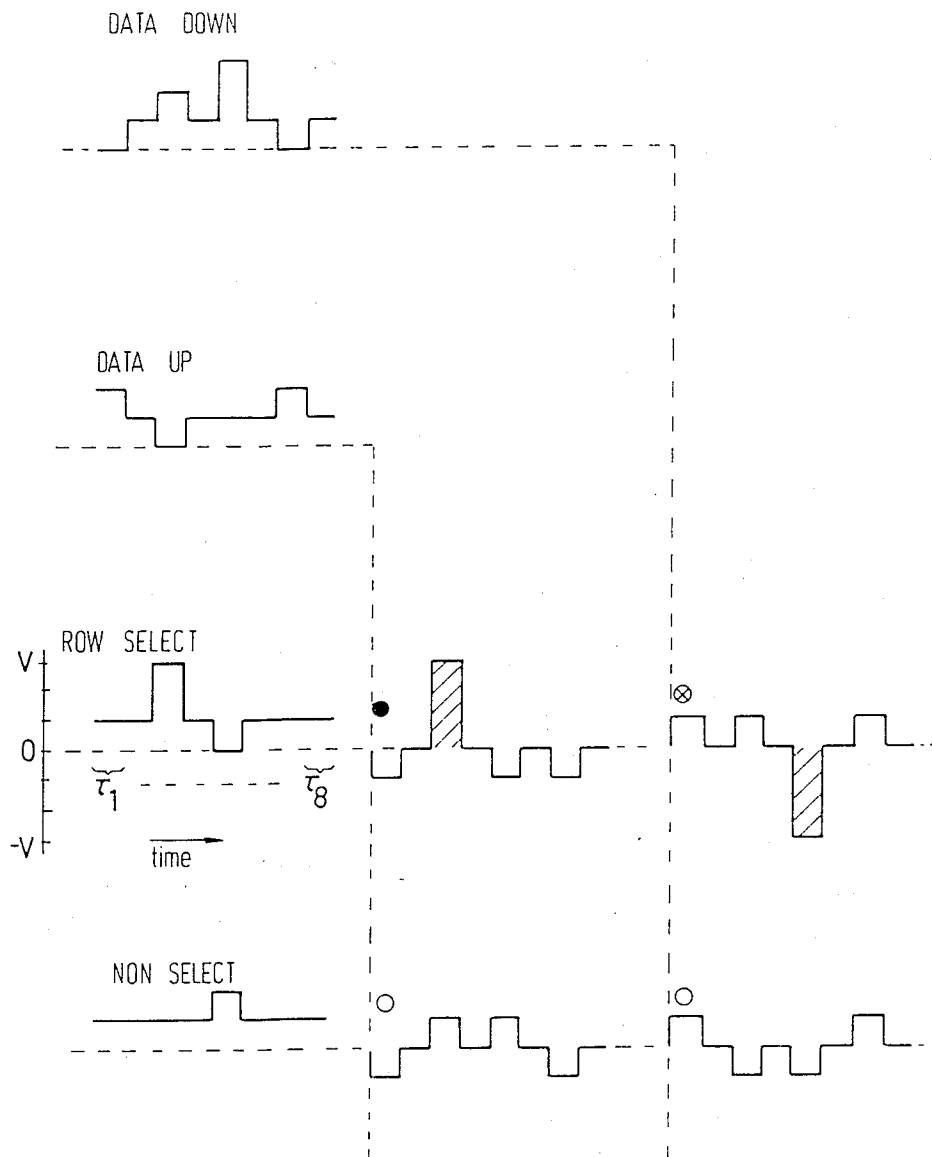 DATA DOWN
DATA UP
ROW SELECT
V
0
τ1 τ8
-V
time
NON SELECT